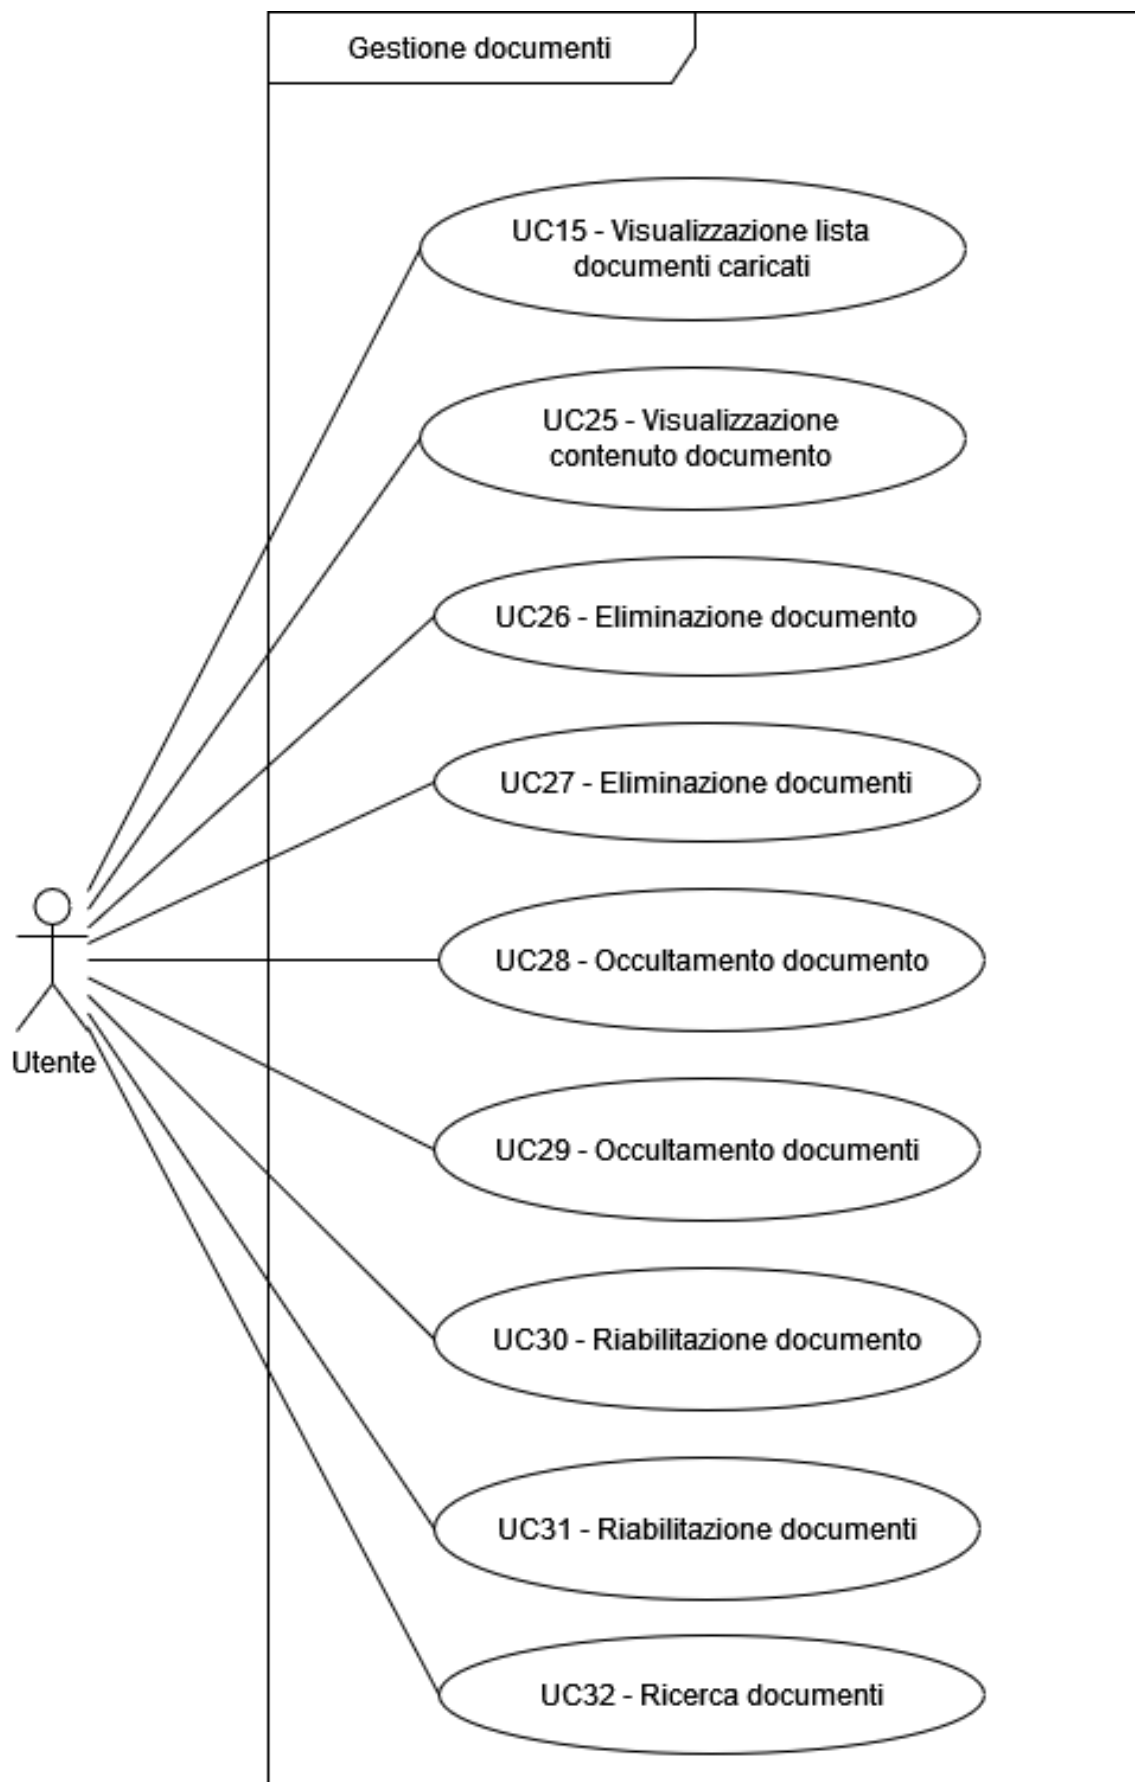 Gestione documenti
UC15 - Visualizzazione lista
documenti caricati
UC25 - Visualizzazione
contenuto documento
UC26 - Eliminazione documento
UC27 - Eliminazione documenti
UC28 - Occultamento documento
Utente
UC29 - Occultamento documenti
UC30 - Riabilitazione documento
UC31 - Riabilitazione documenti
UC32 - Ricerca documenti